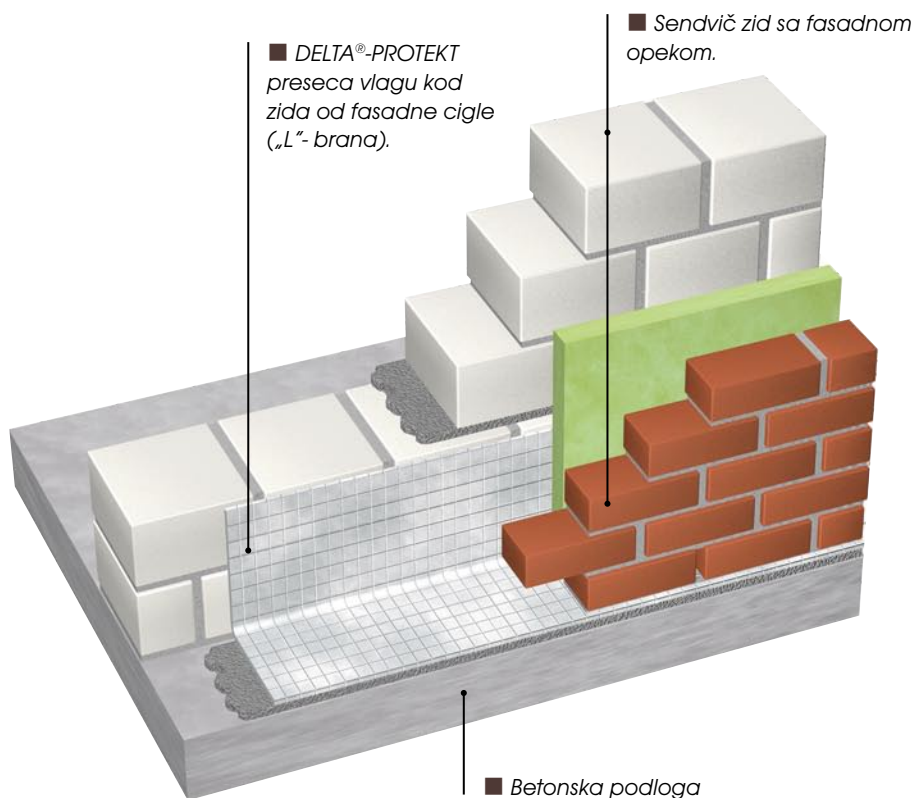 ■ DELTA®-PROTEKT
preseca vlagu kod
zida od fasadne cigle
(„L”- brana).
■ Sendvič zid sa fasadnom
opekom.
■ Betonska podloga